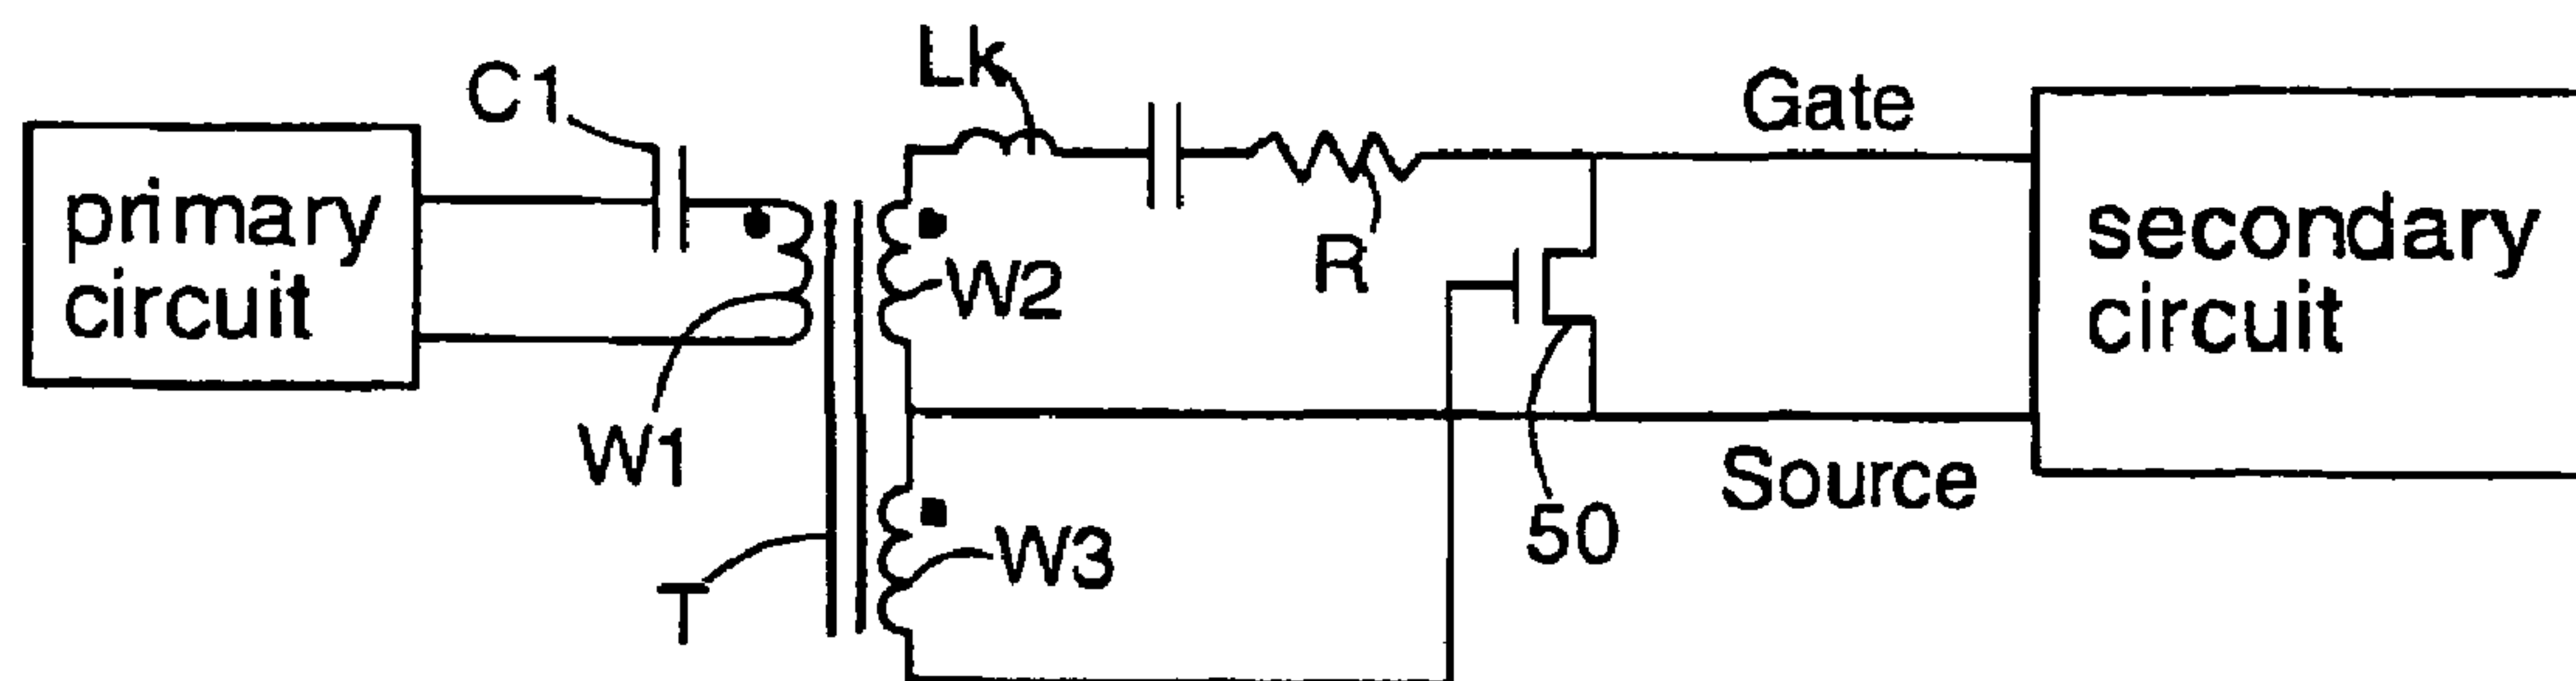 Lk
C1
Gate
primary
circuit
W2
R
secondary
circuit
W1
Source
50
W3
T